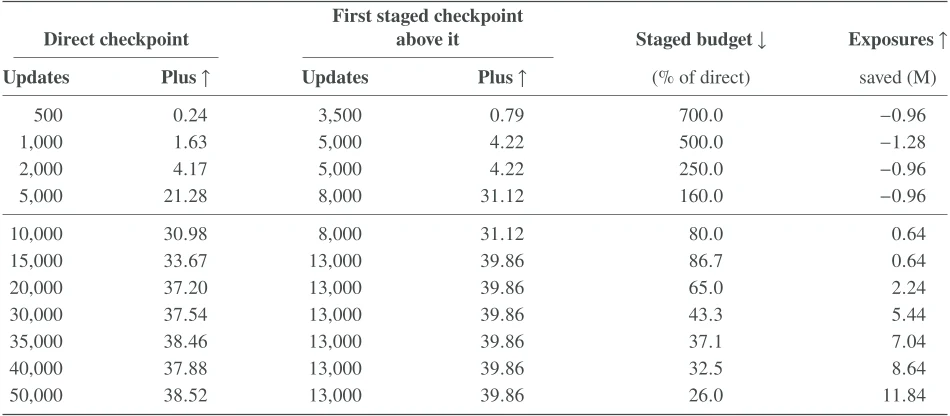 First staged checkpoint
Direct checkpoint above it Staged budget ↓ Exposures ↑
Updates Plus ↑ Updates Plus ↑ (% of direct) saved (M)
500 0.24 3,500 0.79 700.0 −0.96
1,000 1.63 5,000 4.22 500.0 −1.28
2,000 4.17 5,000 4.22 250.0 −0.96
5,000 21.28 8,000 31.12 160.0 −0.96
10,000 30.98 8,000 31.12 80.0 0.64
15,000 33.67 13,000 39.86 86.7 0.64
20,000 37.20 13,000 39.86 65.0 2.24
30,000 37.54 13,000 39.86 43.3 5.44
35,000 38.46 13,000 39.86 37.1 7.04
40,000 37.88 13,000 39.86 32.5 8.64
50,000 38.52 13,000 39.86 26.0 11.84